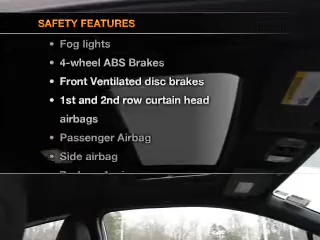 SAFETY FEATURES
• Fog lights
• 4-wheel ABS Brakes
• Front Ventilated disc brakes
• 1st and 2nd row curtain head
airbags
• Passenger Airbag
• Side airbag